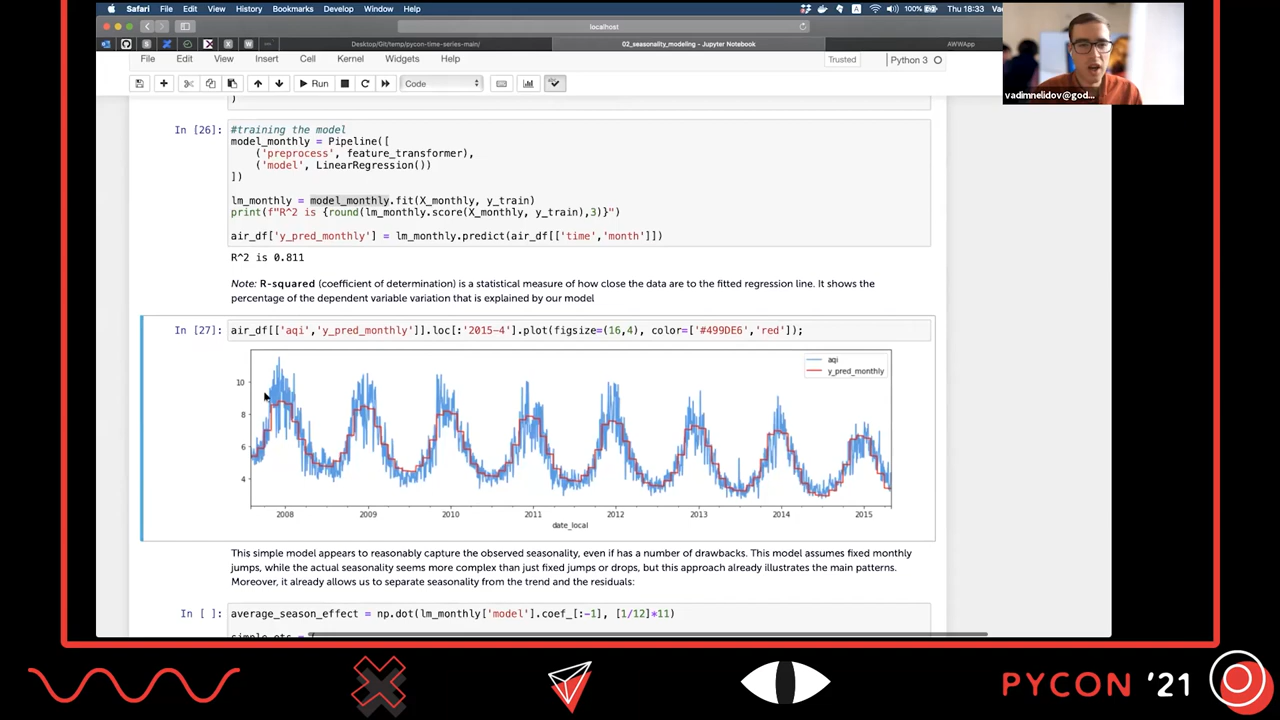 Safari File Edit View History Bookmarks Develop Window Help
100% Thu 18:33
localhost
Desktop/Git/temp/pycon-time-series-main/ 02_seasonality_modeling - Jupyter Notebook AWWApp
File Edit View Insert Cell Kernel Widgets Help Trusted Python 3
Run Code
vadimnelidov@god...
)
In [26]: #training the model
model_monthly = Pipeline([
('preprocess', feature_transformer),
('model', LinearRegression())
])
lm_monthly = model_monthly.fit(X_monthly, y_train)
print(f"R^2 is {round(lm_monthly.score(X_monthly, y_train),3)}")
air_df['y_pred_monthly'] = lm_monthly.predict(air_df[['time','month']])
R^2 is 0.811
Note: R-squared (coefficient of determination) is a statistical measure of how close the data are to the fitted regression line. It shows the
percentage of the dependent variable variation that is explained by our model
In [27]: air_df[['aqi','y_pred_monthly']].loc[:'2015-4'].plot(figsize=(16,4), color=['#499DE6','red']);
aqi
y_pred_monthly
10
8
6
4
2008 2009 2010 2011 2012 2013 2014 2015
date_local
This simple model appears to reasonably capture the observed seasonality, even if has a number of drawbacks. This model assumes fixed monthly
jumps, while the actual seasonality seems more complex than just fixed jumps or drops, but this approach already illustrates the main patterns.
Moreover, it already allows us to separate seasonality from the trend and the residuals:
In [ ]: average_season_effect = np.dot(lm_monthly['model'].coef_[:-1], [1/12]*11)
PYCON '21